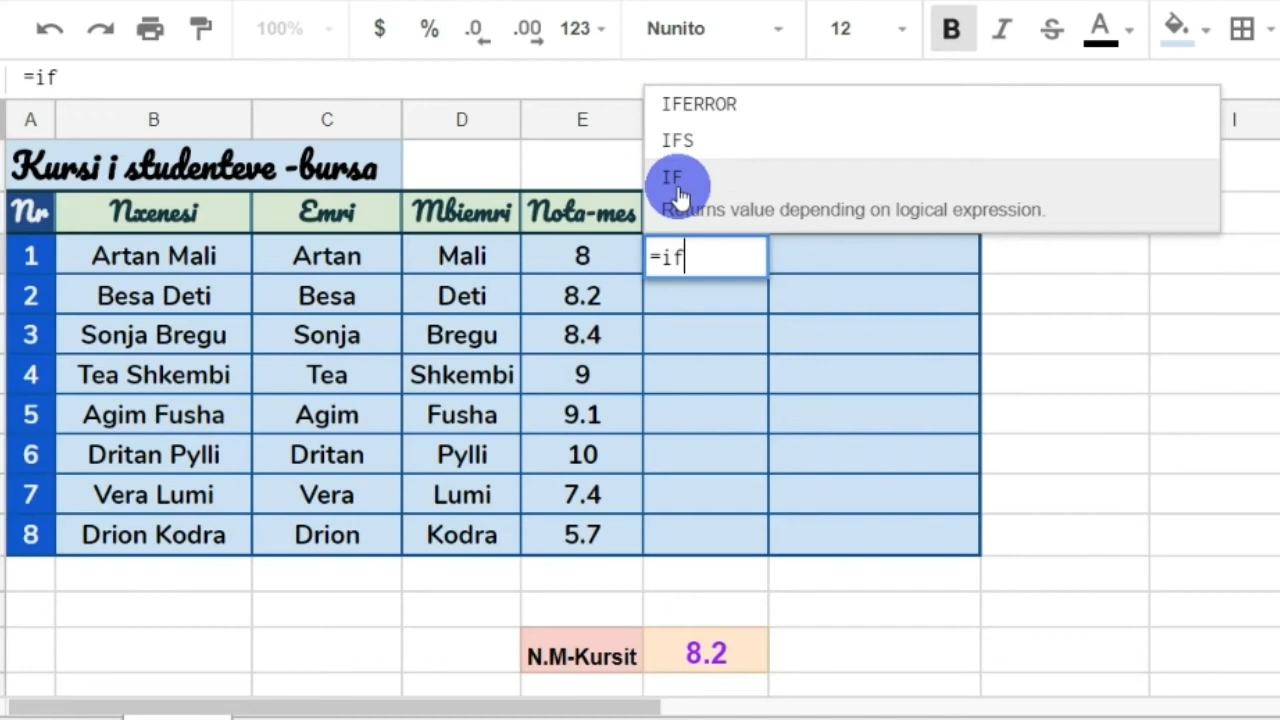 100% $ % .0 .00 123 Nunito 12 B I S A
=if
A B C D E I
IFERROR
IFS
IF
Returns value depending on logical expression.
Kursi i studenteve -bursa
Nr Nxenesi Emri Mbiemri Nota-mes
1 Artan Mali Artan Mali 8 =if
2 Besa Deti Besa Deti 8.2
3 Sonja Bregu Sonja Bregu 8.4
4 Tea Shkembi Tea Shkembi 9
5 Agim Fusha Agim Fusha 9.1
6 Dritan Pylli Dritan Pylli 10
7 Vera Lumi Vera Lumi 7.4
8 Drion Kodra Drion Kodra 5.7
N.M-Kursit 8.2